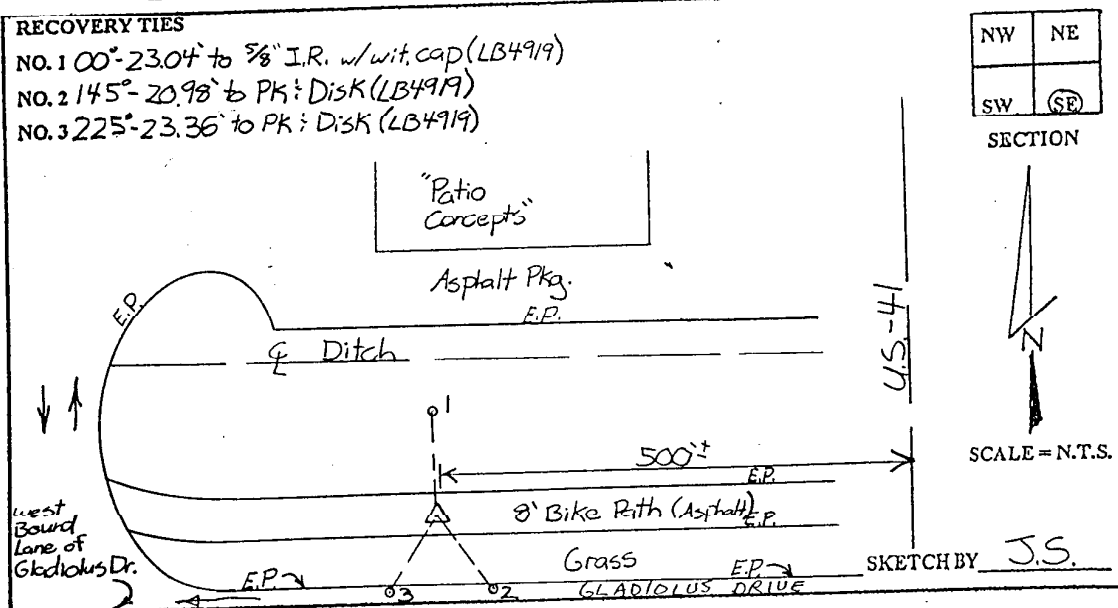 RECOVERY TIES
NO. 1 00°-23.04' to 5/8" I.R. w/wit. cap (LB4919)
NO. 2 145°-20.98' to PK & Disk (LB4919)
NO. 3 225°-23.36' to PK & Disk (LB4919)
NW NE
SW SE
SECTION
"Patio
Concepts"
Asphalt Pkg.
E.P.
E.P.
℄ Ditch
U.S.-41
N
SCALE = N.T.S.
1
500'±
E.P.
8' Bike Path (Asphalt)
E.P.
West
Bound
Lane of
Gladiolus Dr.
Grass
E.P.
E.P.
3
2
GLADIOLUS DRIVE
SKETCH BY J.S.